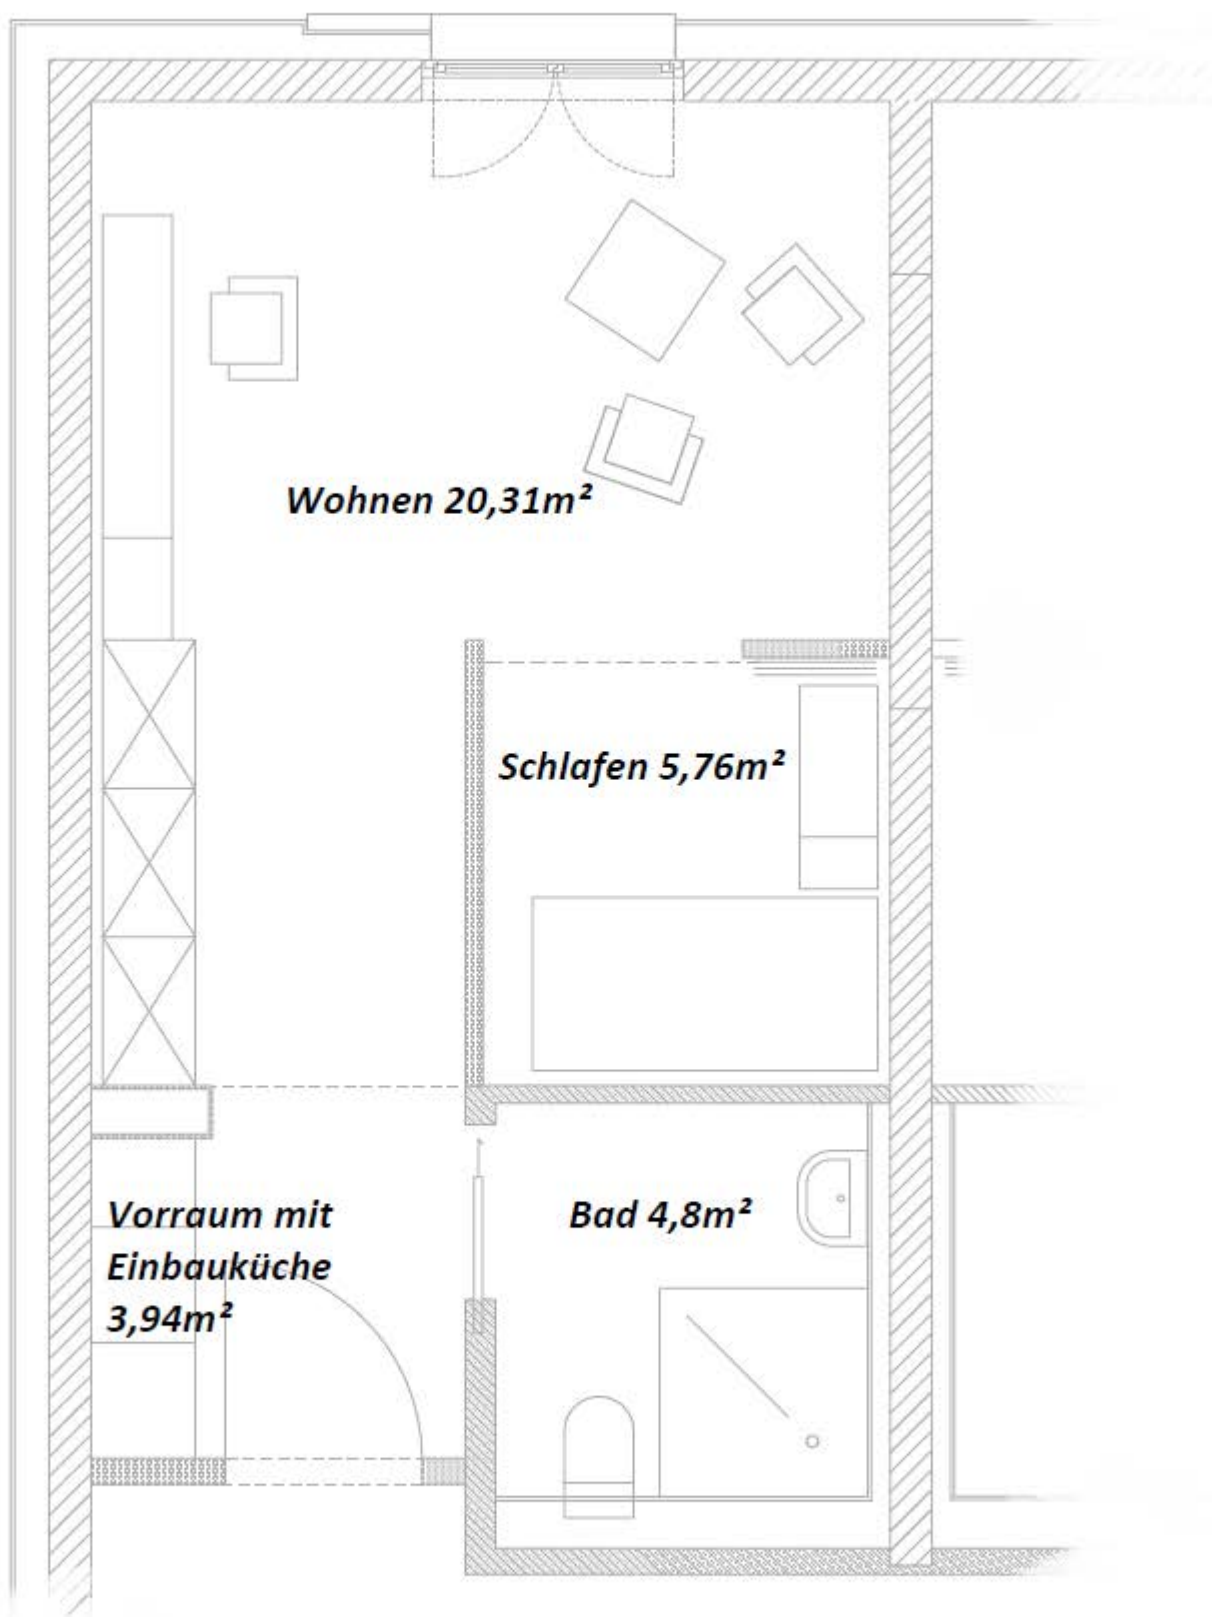 Wohnen 20,31m²
Schlafen 5,76m²
Vorraum mit
Einbauküche
3,94m²
Bad 4,8m²